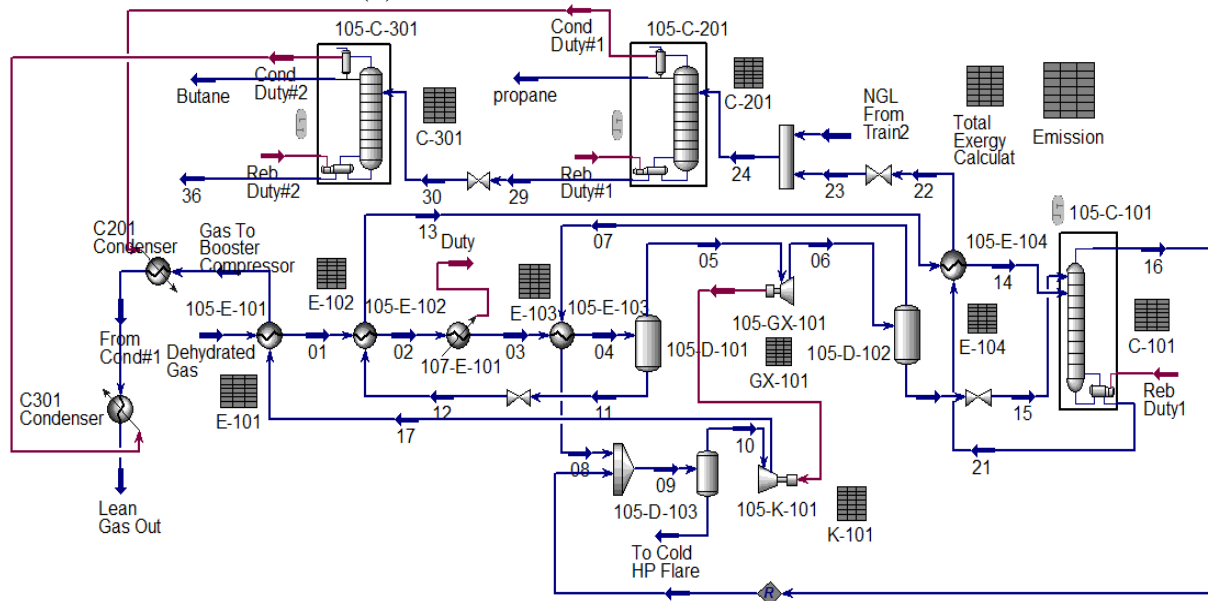 105-C-301
105-C-201
Cond
Duty#1
Cond
Duty#2
Butane
C-301
propane
C-201
NGL
From
Train2
Total
Exergy
Calculat
Emission
Reb
Duty#2
36
30
29
Reb
Duty#1
24
23
22
C201
Condenser
Gas To
Booster
Compressor
13
Duty
07
105-C-101
105-E-104
05
06
14
16
105-E-101
E-102
105-E-102
E-103
105-E-103
From
Cond#1
Dehydrated
Gas
01
02
107-E-101
03
04
105-D-101
105-GX-101
GX-101
105-D-102
E-104
C-101
C301
Condenser
E-101
12
11
15
Reb
Duty1
17
21
10
08
09
105-D-103
105-K-101
K-101
Lean
Gas Out
To Cold
HP Flare
R